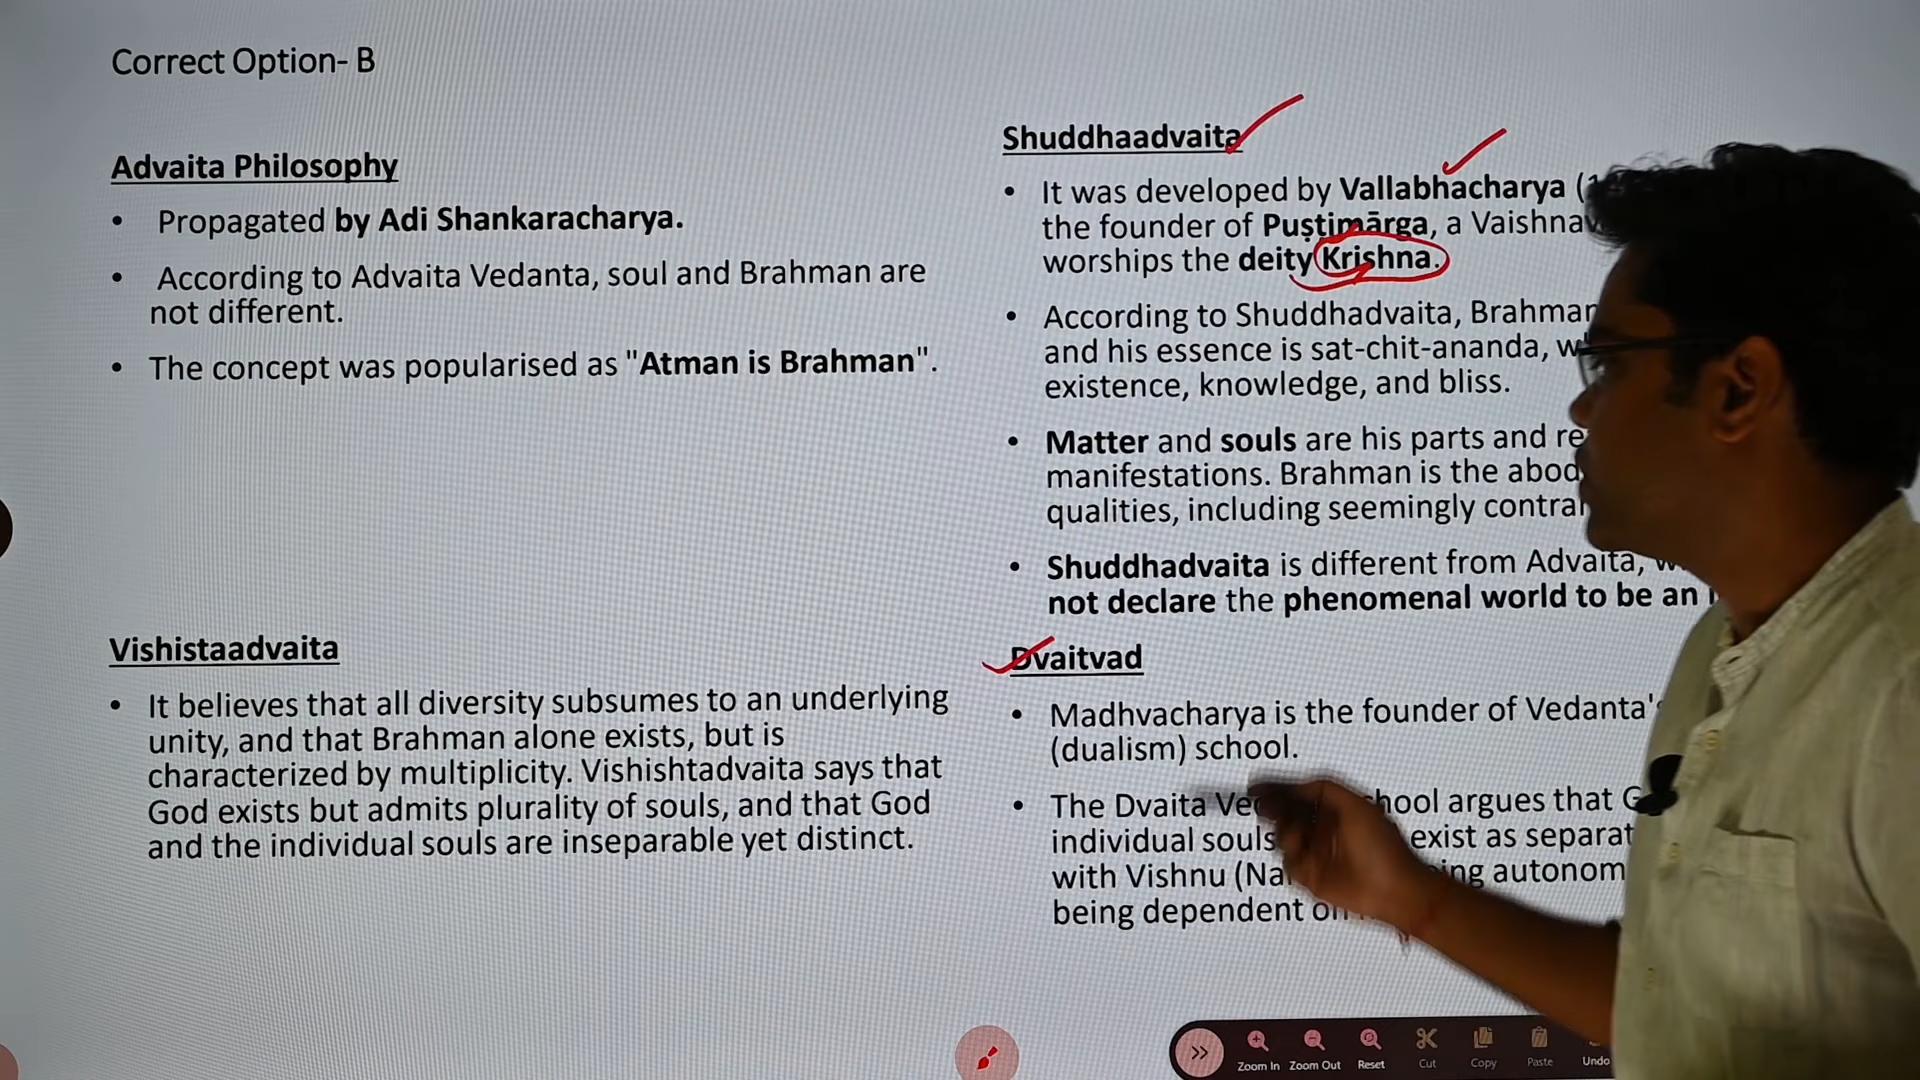 Correct Option- B
Advaita Philosophy
• Propagated by Adi Shankaracharya.
• According to Advaita Vedanta, soul and Brahman are
not different.
• The concept was popularised as "Atman is Brahman".
Vishistaadvaita
• It believes that all diversity subsumes to an underlying
unity, and that Brahman alone exists, but is
characterized by multiplicity. Vishishtadvaita says that
God exists but admits plurality of souls, and that God
and the individual souls are inseparable yet distinct.
Shuddhaadvaita
• It was developed by Vallabhacharya (
the founder of Puṣṭimārga, a
worships the deity Krishna.
• According to Shuddhadvaita, Brahman
and his essence is sat-chit-ananda,
existence, knowledge, and bliss.
• Matter and souls are his parts and
manifestations. Brahman is the
qualities, including seemingly
• Shuddhadvaita is different from Advaita,
not declare the phenomenal world to be an
Dvaitvad
• Madhvacharya is the founder of Vedanta's
(dualism) school.
• The Dvaita argues that
individual souls exist as
with Vishnu
being dependent
Zoom In Zoom Out Reset Cut Copy Paste Undo